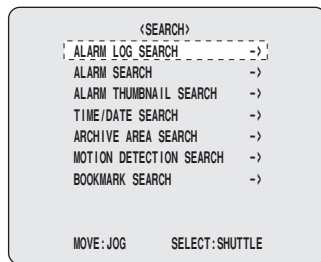 <SEARCH>
ALARM LOG SEARCH ->
ALARM SEARCH ->
ALARM THUMBNAIL SEARCH ->
TIME/DATE SEARCH ->
ARCHIVE AREA SEARCH ->
MOTION DETECTION SEARCH ->
BOOKMARK SEARCH ->
MOVE:JOG SELECT:SHUTTLE